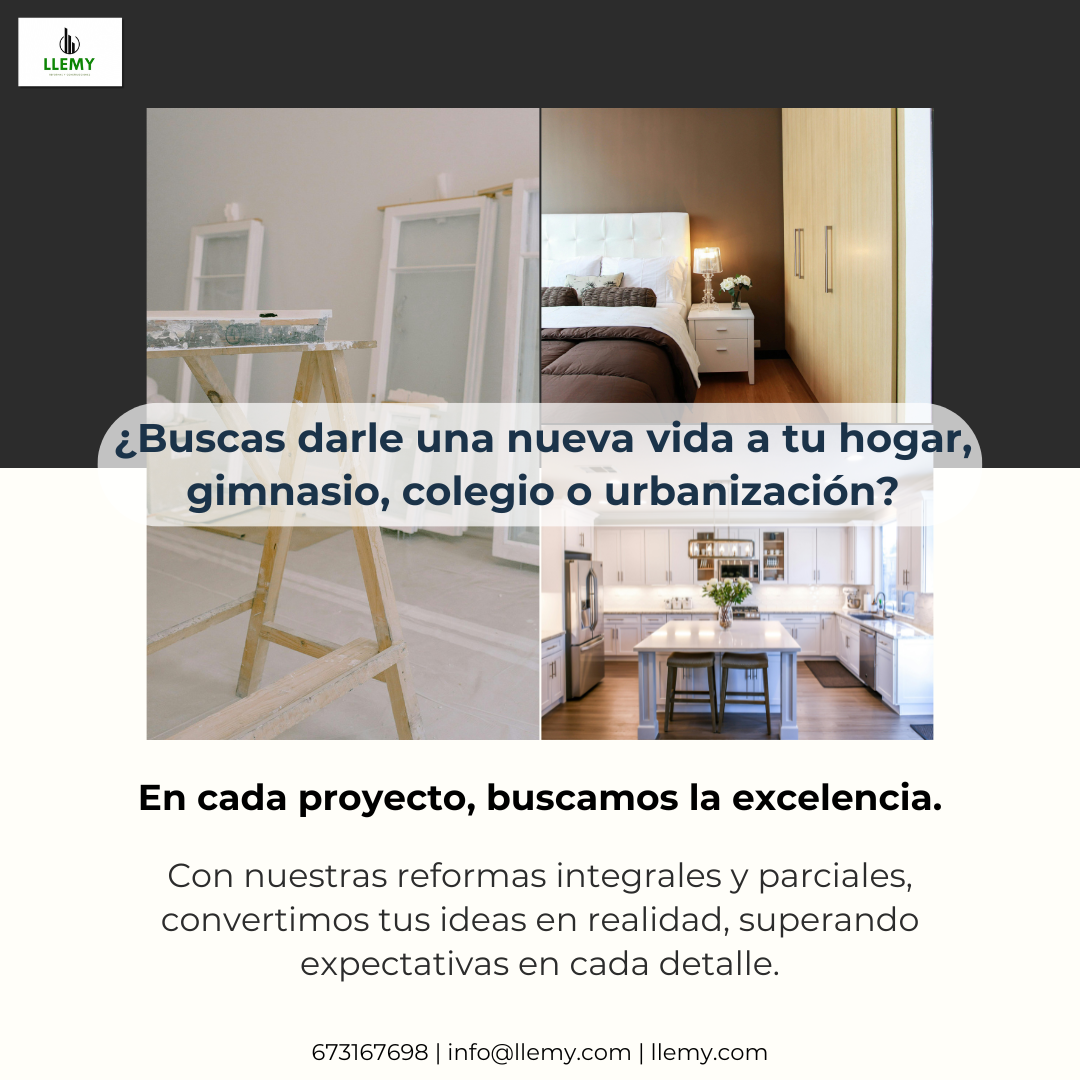 LLEMY
¿Buscas darle una nueva vida a tu hogar,
gimnasio, colegio o urbanización?
En cada proyecto, buscamos la excelencia.
Con nuestras reformas integrales y parciales,
convertimos tus ideas en realidad, superando
expectativas en cada detalle.
673167698 | info@llemy.com | llemy.com